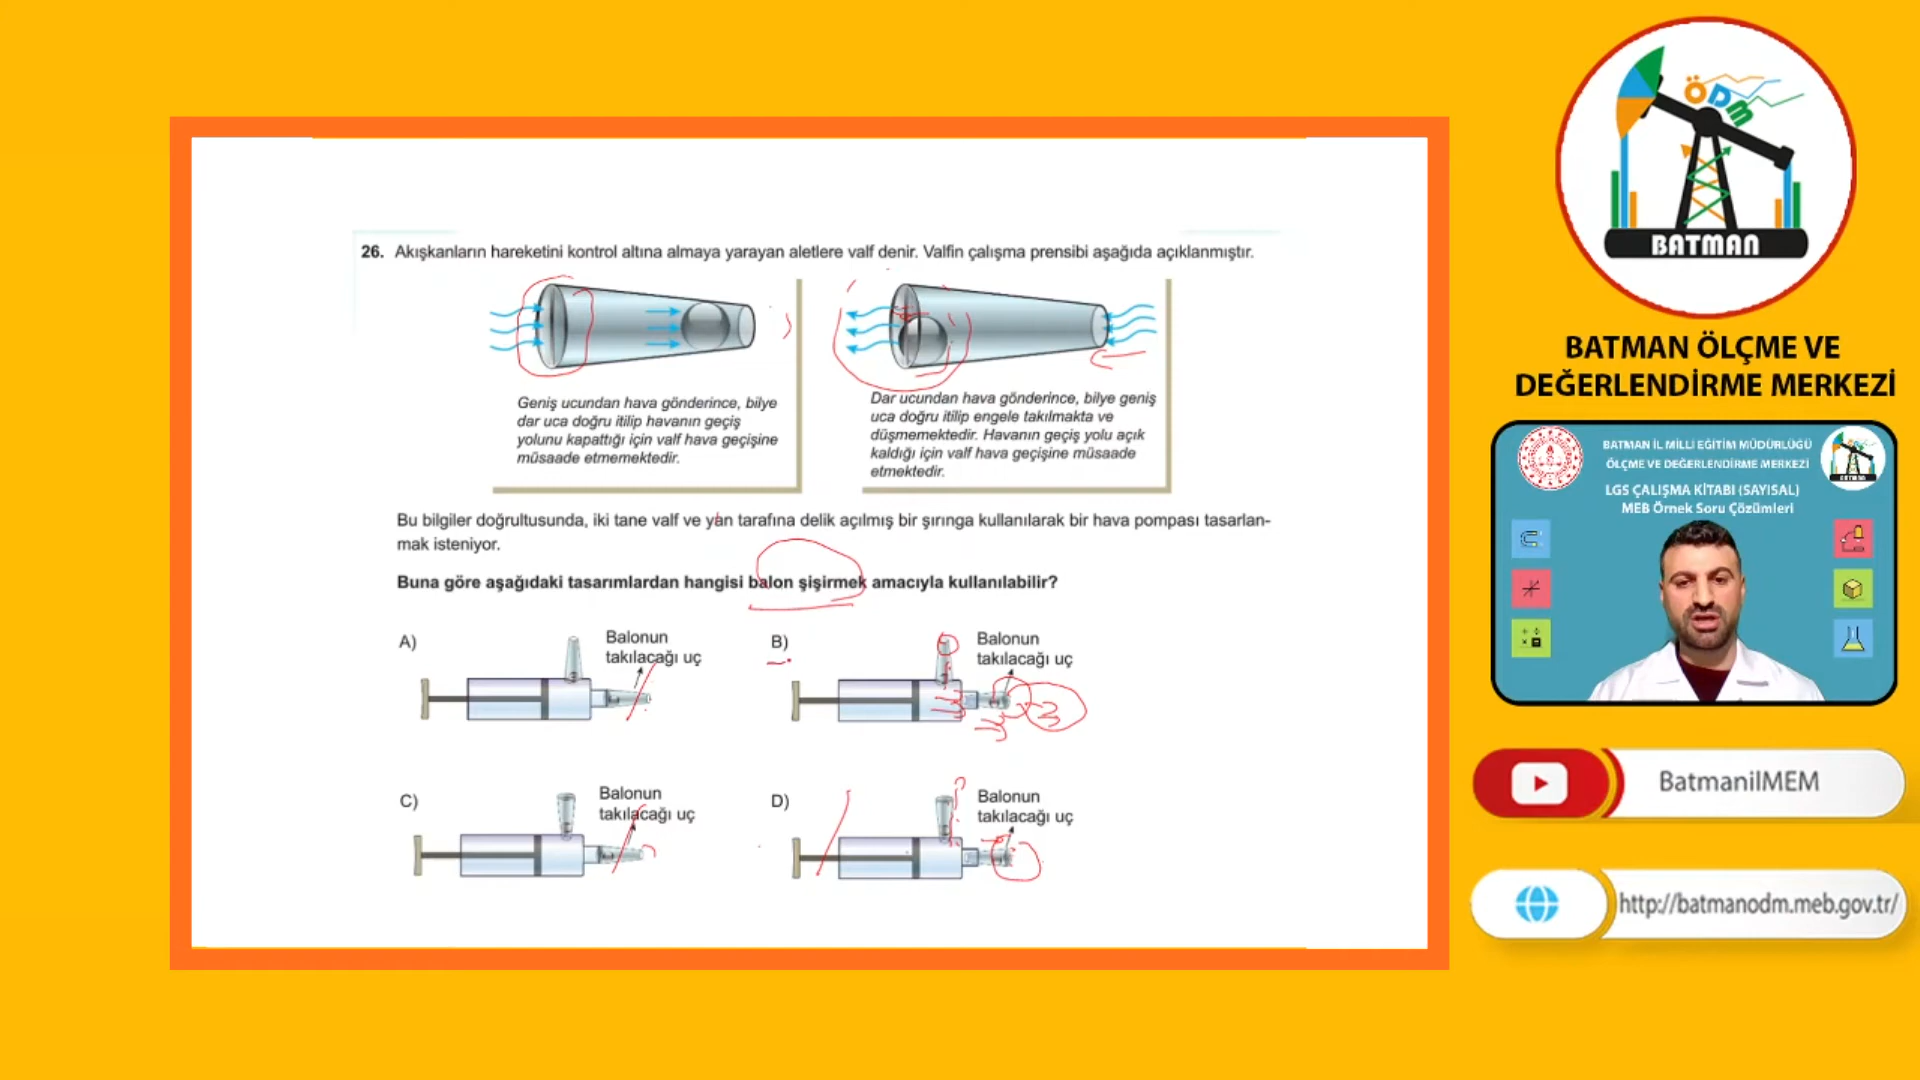 26. Akışkanların hareketini kontrol altına almaya yarayan aletlere valf denir. Valfin çalışma prensibi aşağıda açıklanmıştır.
Geniş ucundan hava gönderince, bilye
dar uca doğru itilip havanın geçiş
yolunu kapattığı için valf hava geçişine
müsaade etmemektedir.
Dar ucundan hava gönderince, bilye geniş
uca doğru itilip engele takılmakta ve
düşmemektedir. Havanın geçiş yolu açık
kaldığı için valf hava geçişine müsaade
etmektedir.
Bu bilgiler doğrultusunda, iki tane valf ve yan tarafına delik açılmış bir şırınga kullanılarak bir hava pompası tasarlan-
mak isteniyor.
Buna göre aşağıdaki tasarımlardan hangisi balon şişirmek amacıyla kullanılabilir?
A)
Balonun
takılacağı uç
B)
Balonun
takılacağı uç
C)
Balonun
takılacağı uç
D)
Balonun
takılacağı uç
ÖDM
BATMAN
BATMAN ÖLÇME VE
DEĞERLENDİRME MERKEZİ
BATMAN İL MİLLİ EĞİTİM MÜDÜRLÜĞÜ
ÖLÇME VE DEĞERLENDİRME MERKEZİ
LGS ÇALIŞMA KİTABI (SAYISAL)
MEB Örnek Soru Çözümleri
BatmanilMEM
http://batmanodm.meb.gov.tr/